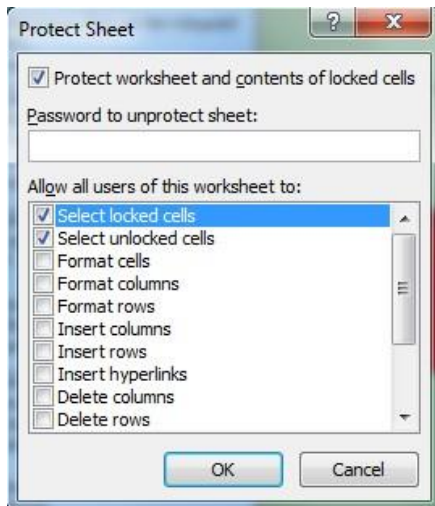 Protect Sheet
Protect worksheet and contents of locked cells
Password to unprotect sheet:
Allow all users of this worksheet to:
Select locked cells
Select unlocked cells
Format cells
Format columns
Format rows
Insert columns
Insert rows
Insert hyperlinks
Delete columns
Delete rows
OK Cancel